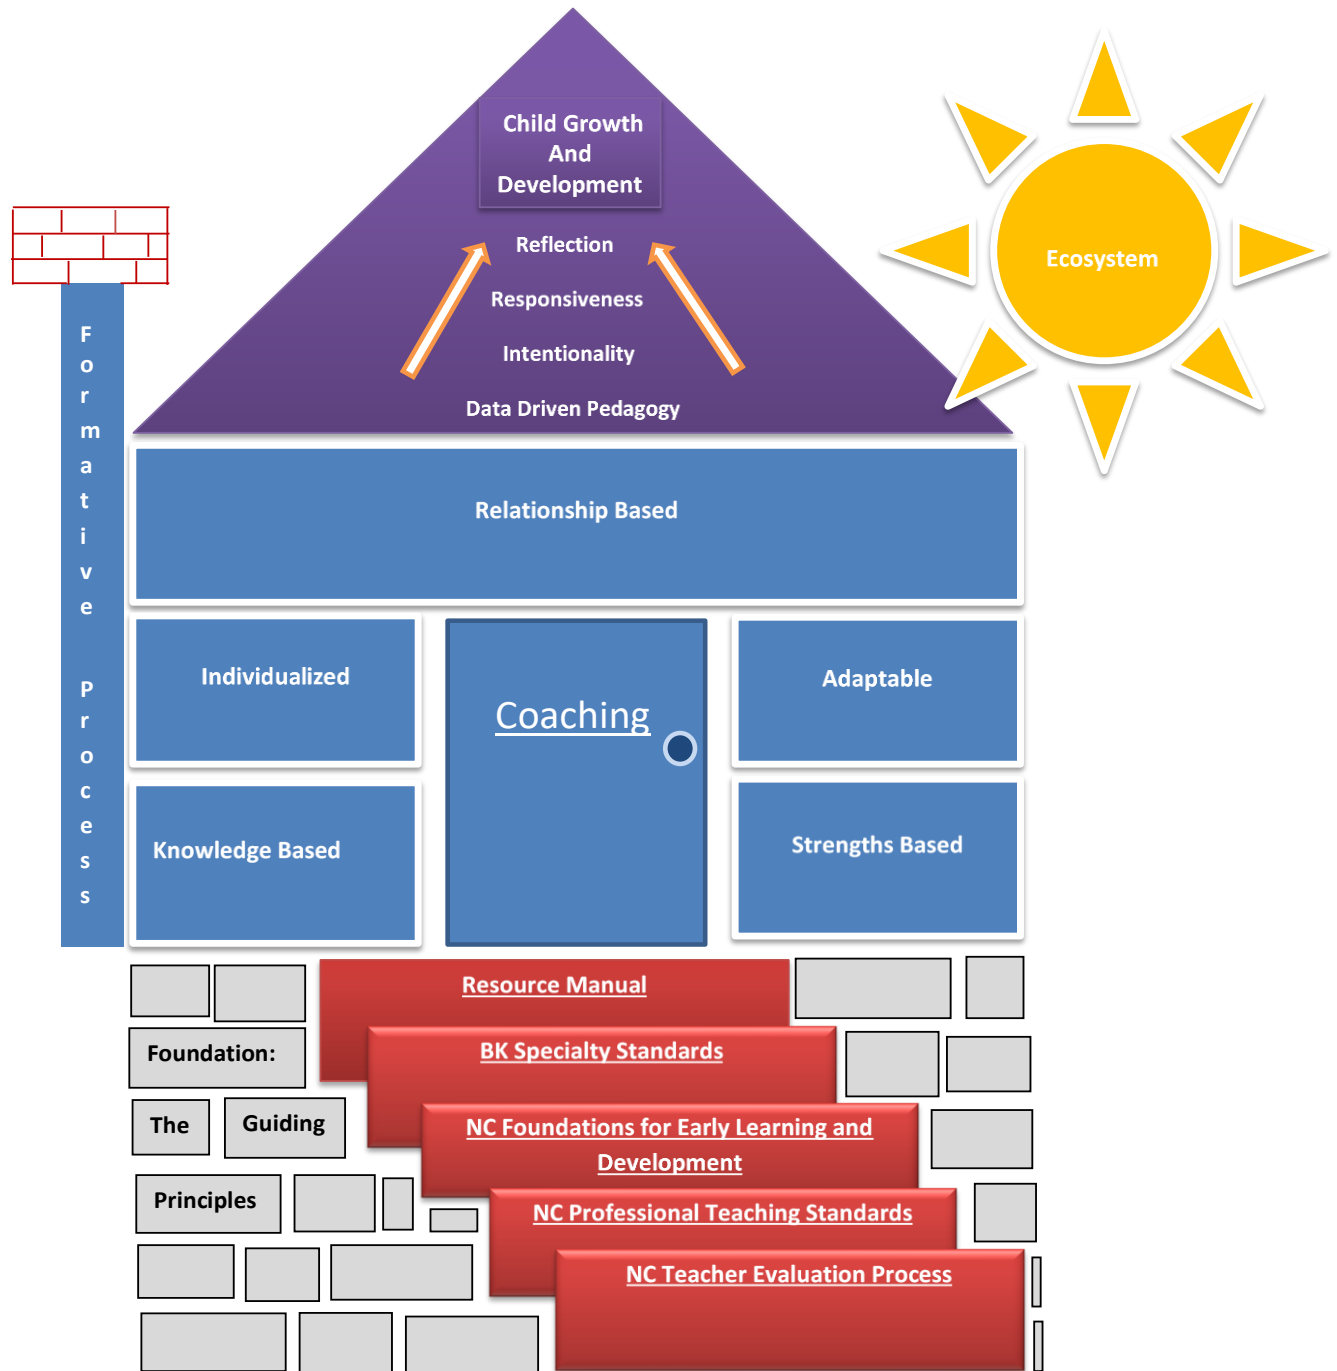 Child Growth
And
Development
Reflection
Responsiveness
Intentionality
Data Driven Pedagogy
Ecosystem
Formative Process
Relationship Based
Individualized
Coaching
Adaptable
Knowledge Based
Strengths Based
Resource Manual
Foundation:
BK Specialty Standards
The Guiding
NC Foundations for Early Learning and
Development
Principles
NC Professional Teaching Standards
NC Teacher Evaluation Process